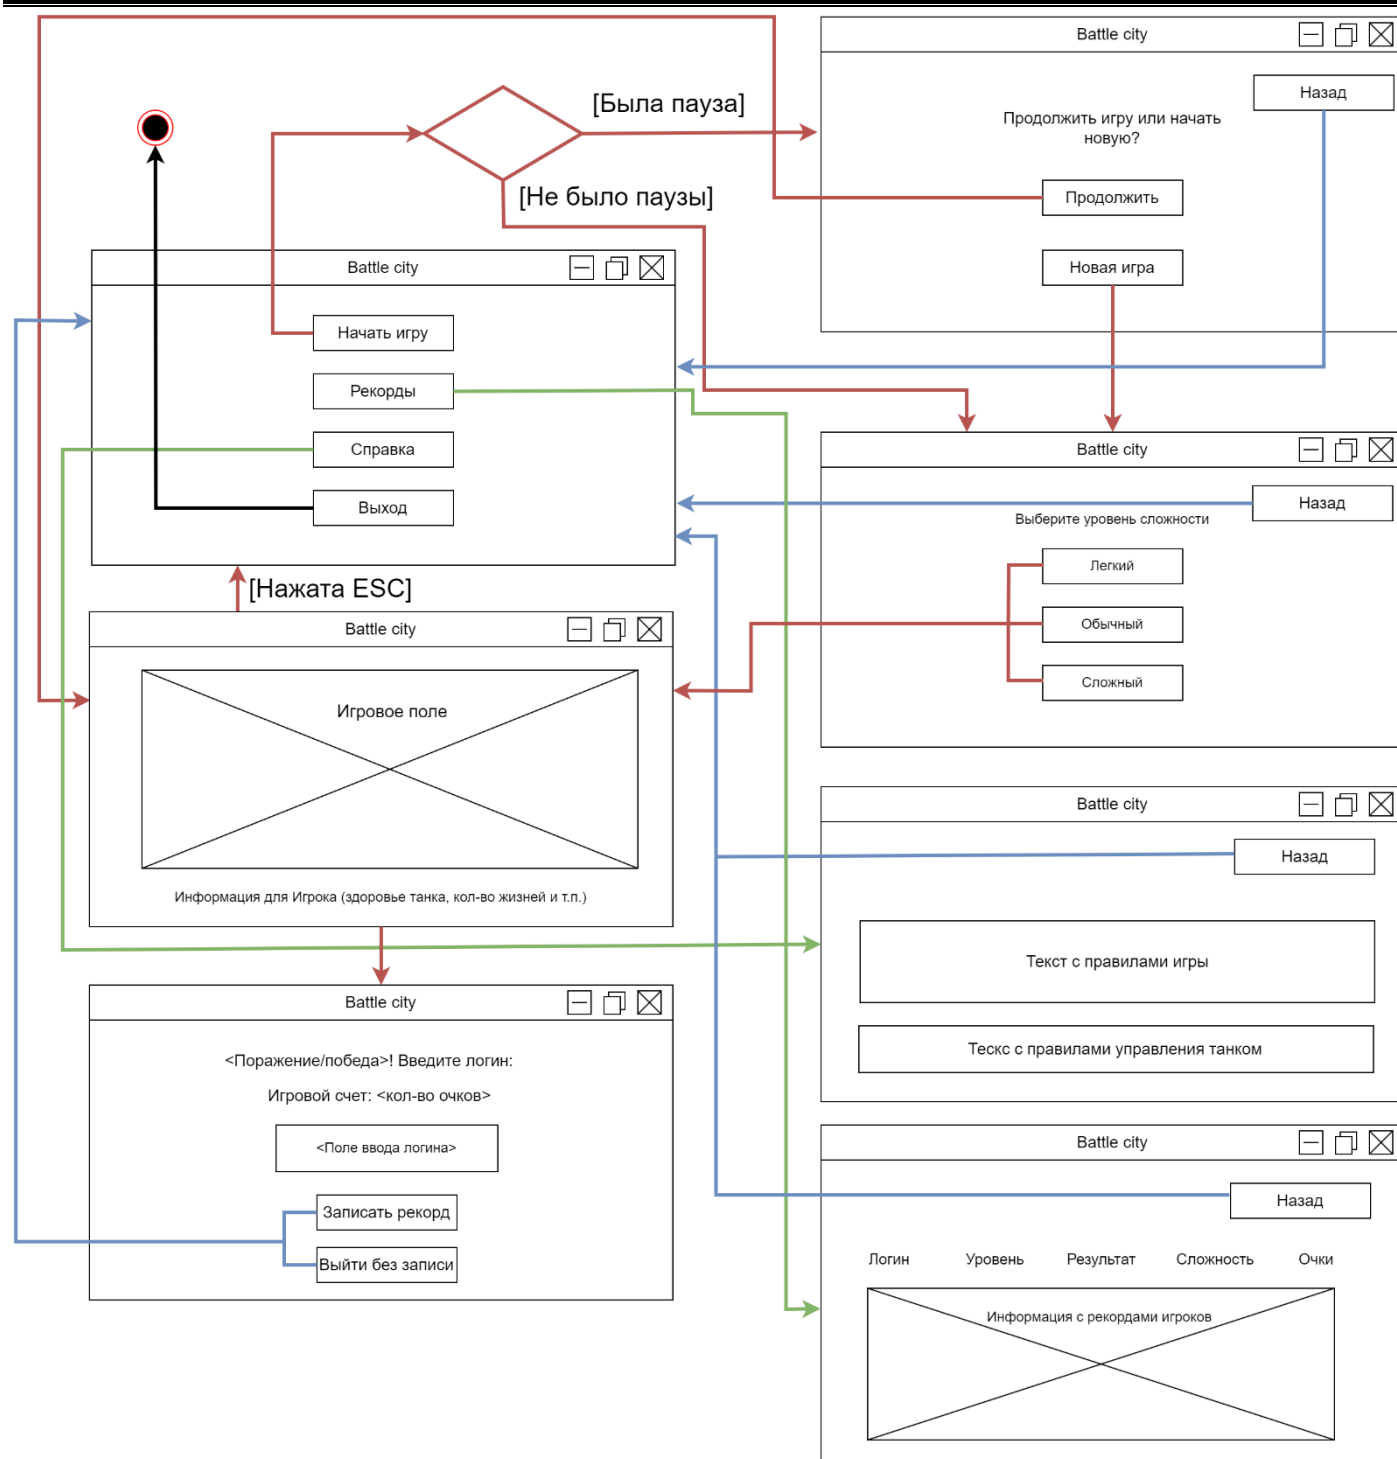 Battle city
Назад
Продолжить игру или начать
новую?
Продолжить
Новая игра
[Была пауза]
[Не было паузы]
Battle city
Начать игру
Рекорды
Справка
Выход
[Нажата ESC]
Battle city
Назад
Выберите уровень сложности
Легкий
Обычный
Сложный
Battle city
Игровое поле
Информация для Игрока (здоровье танка, кол-во жизней и т.п.)
Battle city
Назад
Текст с правилами игры
Тескс с правилами управления танком
Battle city
<Поражение/победа>! Введите логин:
Игровой счет: <кол-во очков>
<Поле ввода логина>
Записать рекорд
Выйти без записи
Battle city
Назад
Логин Уровень Результат Сложность Очки
Информация с рекордами игроков